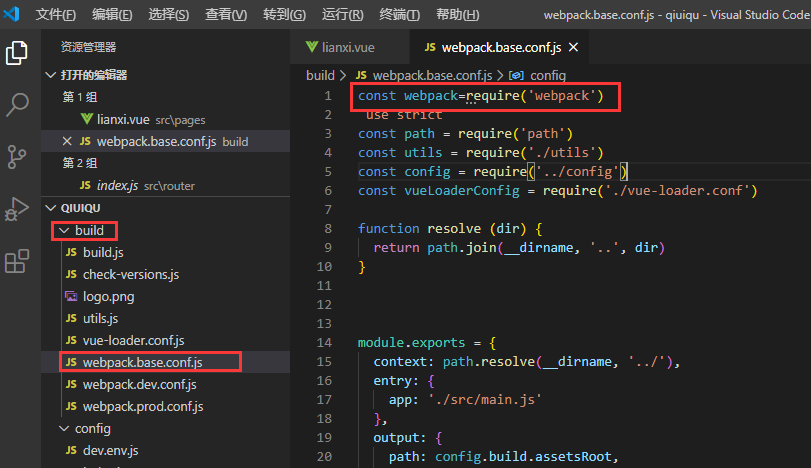 文件(F) 编辑(E) 选择(S) 查看(V) 转到(G) 运行(R) 终端(T) 帮助(H) webpack.base.conf.js - qiuiqu - Visual Studio Code
资源管理器
打开的编辑器
第 1 组
lianxi.vue src\pages
JS webpack.base.conf.js build
第 2 组
JS index.js src\router
QIUIQU
build
JS build.js
JS check-versions.js
logo.png
JS utils.js
JS vue-loader.conf.js
JS webpack.base.conf.js
JS webpack.dev.conf.js
JS webpack.prod.conf.js
config
JS dev.env.js
lianxi.vue JS webpack.base.conf.js
build > JS webpack.base.conf.js > config
1 const webpack=require('webpack')
2 use strict
3 const path = require('path')
4 const utils = require('./utils')
5 const config = require('../config')
6 const vueLoaderConfig = require('./vue-loader.conf')
7
8 function resolve (dir) {
9 return path.join(__dirname, '..', dir)
10 }
11
12
13
14 module.exports = {
15 context: path.resolve(__dirname, '../'),
16 entry: {
17 app: './src/main.js'
18 },
19 output: {
20 path: config.build.assetsRoot,